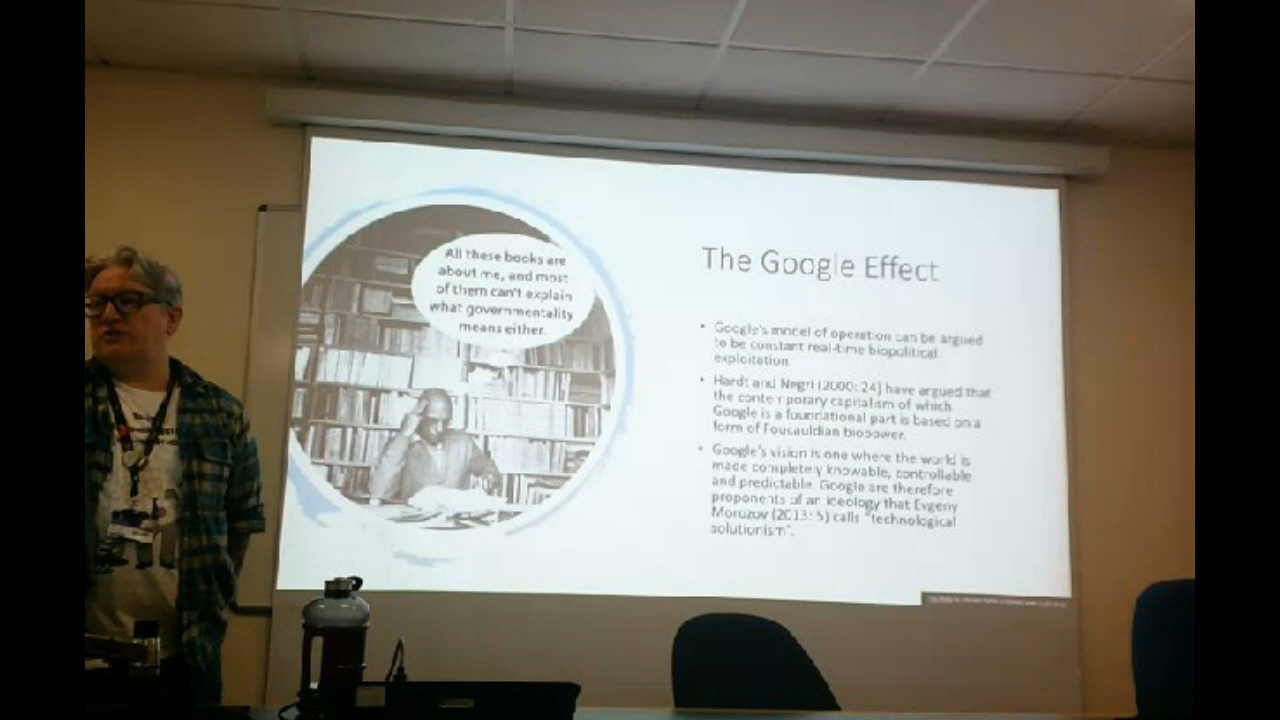 All these books are
about me, and most
of them can't explain
what governmentality
means either.
The Google Effect
• Google's model of operation can be argued
to be constant real-time biopolitical
exploitation.
• Hardt and Negri (2000: 24) have argued that
the contemporary capitalism of which
Google is a foundational part is based on a
form of Foucauldian biopower.
• Google's vision is one where the world is
made completely knowable, controllable
and predictable. Google are therefore
proponents of an ideology that Evgeny
Morozov (2013: 5) calls "technological
solutionism".